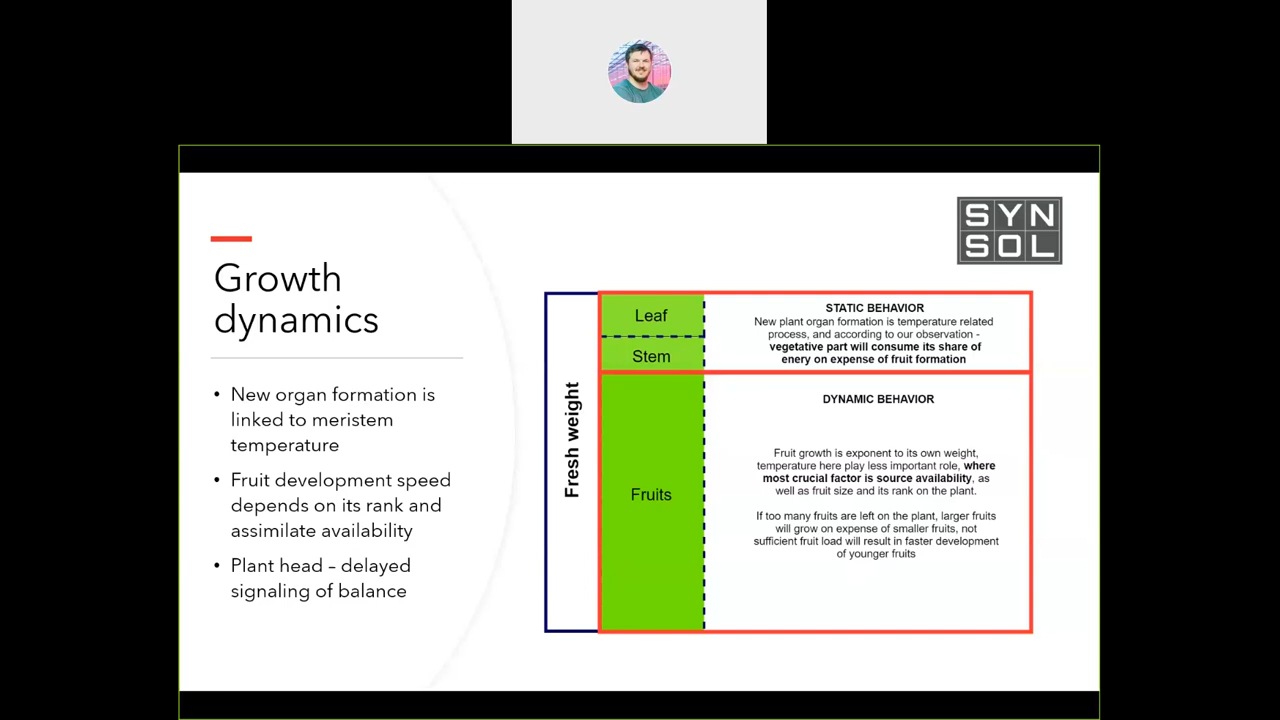 SYN
SOL
Growth
dynamics
• New organ formation is
linked to meristem
temperature
• Fruit development speed
depends on its rank and
assimilate availability
• Plant head – delayed
signaling of balance
Fresh weight
Leaf
Stem
Fruits
STATIC BEHAVIOR
New plant organ formation is temperature related
process, and according to our observation -
vegetative part will consume its share of
enery on expense of fruit formation
DYNAMIC BEHAVIOR
Fruit growth is exponent to its own weight,
temperature here play less important role, where
most crucial factor is source availability, as
well as fruit size and its rank on the plant.
If too many fruits are left on the plant, larger fruits
will grow on expense of smaller fruits, not
sufficient fruit load will result in faster development
of younger fruits